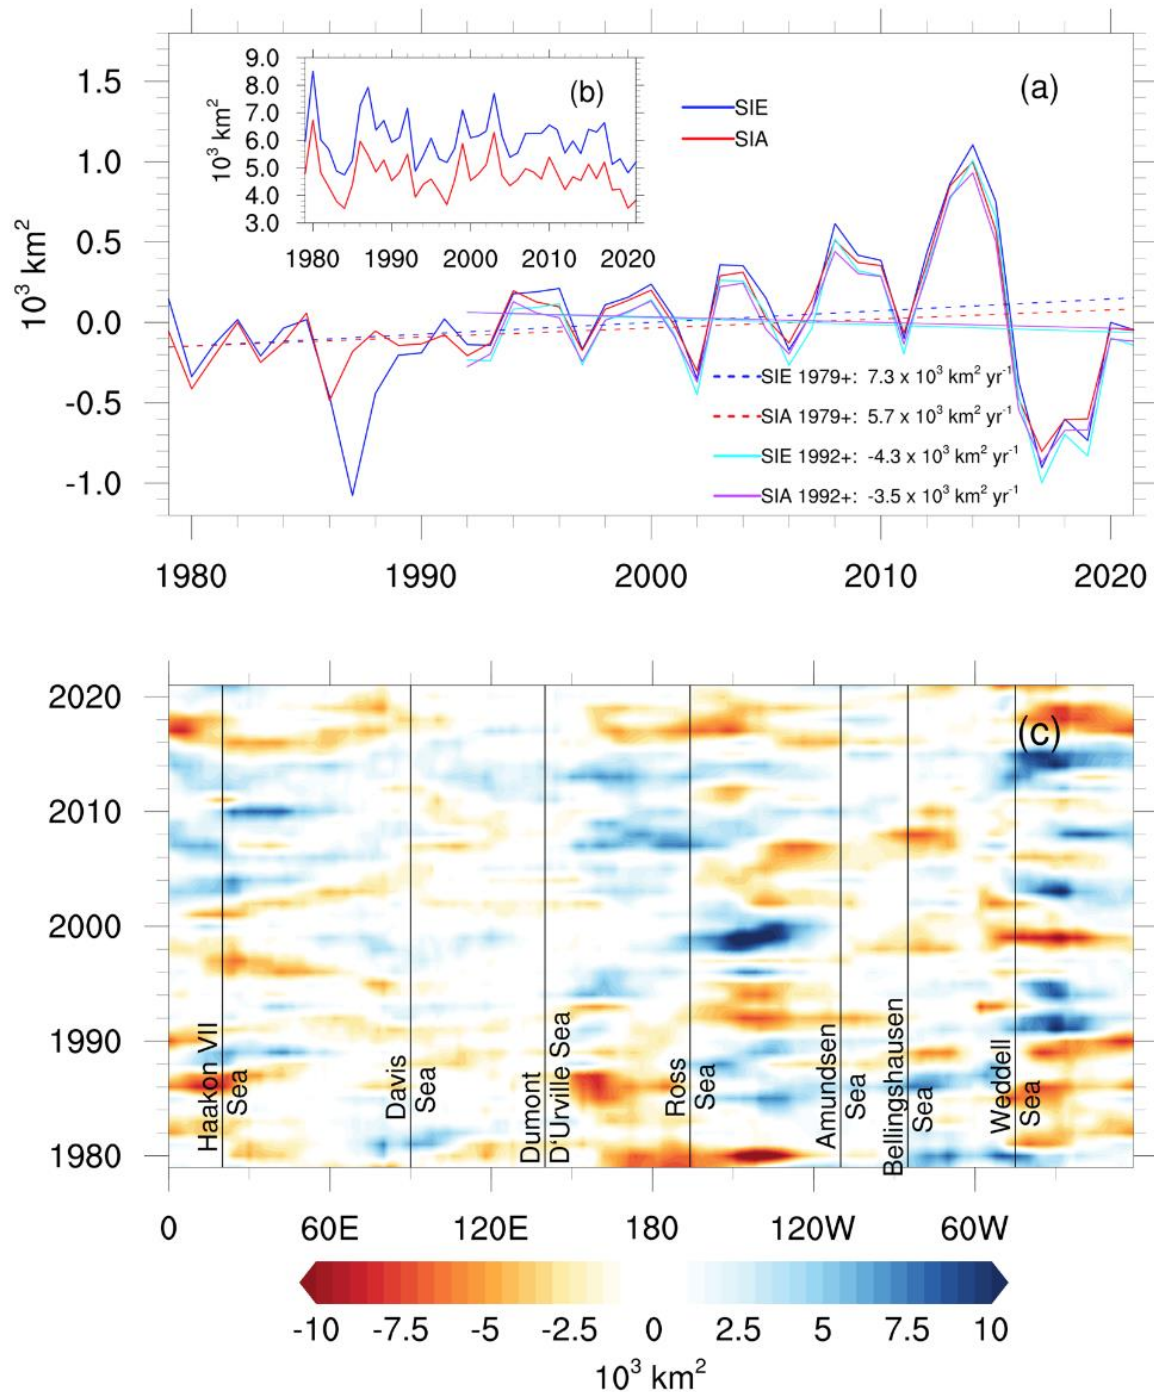 (a)
1.5
1.0
0.5
0.0
-0.5
-1.0
10³ km²
1980 1990 2000 2010 2020
SIE
SIA
SIE 1979+: 7.3 x 10³ km² yr⁻¹
SIA 1979+: 5.7 x 10³ km² yr⁻¹
SIE 1992+: -4.3 x 10³ km² yr⁻¹
SIA 1992+: -3.5 x 10³ km² yr⁻¹
(b)
9.0
8.0
7.0
6.0
5.0
4.0
3.0
10³ km²
1980 1990 2000 2010 2020
(c)
2020
2010
2000
1990
1980
Haakon VII
Sea
Davis
Sea
Dumont
D'Urville Sea
Ross
Sea
Amundsen
Sea
Bellingshausen
Sea
Weddell
Sea
0 60E 120E 180 120W 60W
-10 -7.5 -5 -2.5 0 2.5 5 7.5 10
10³ km²